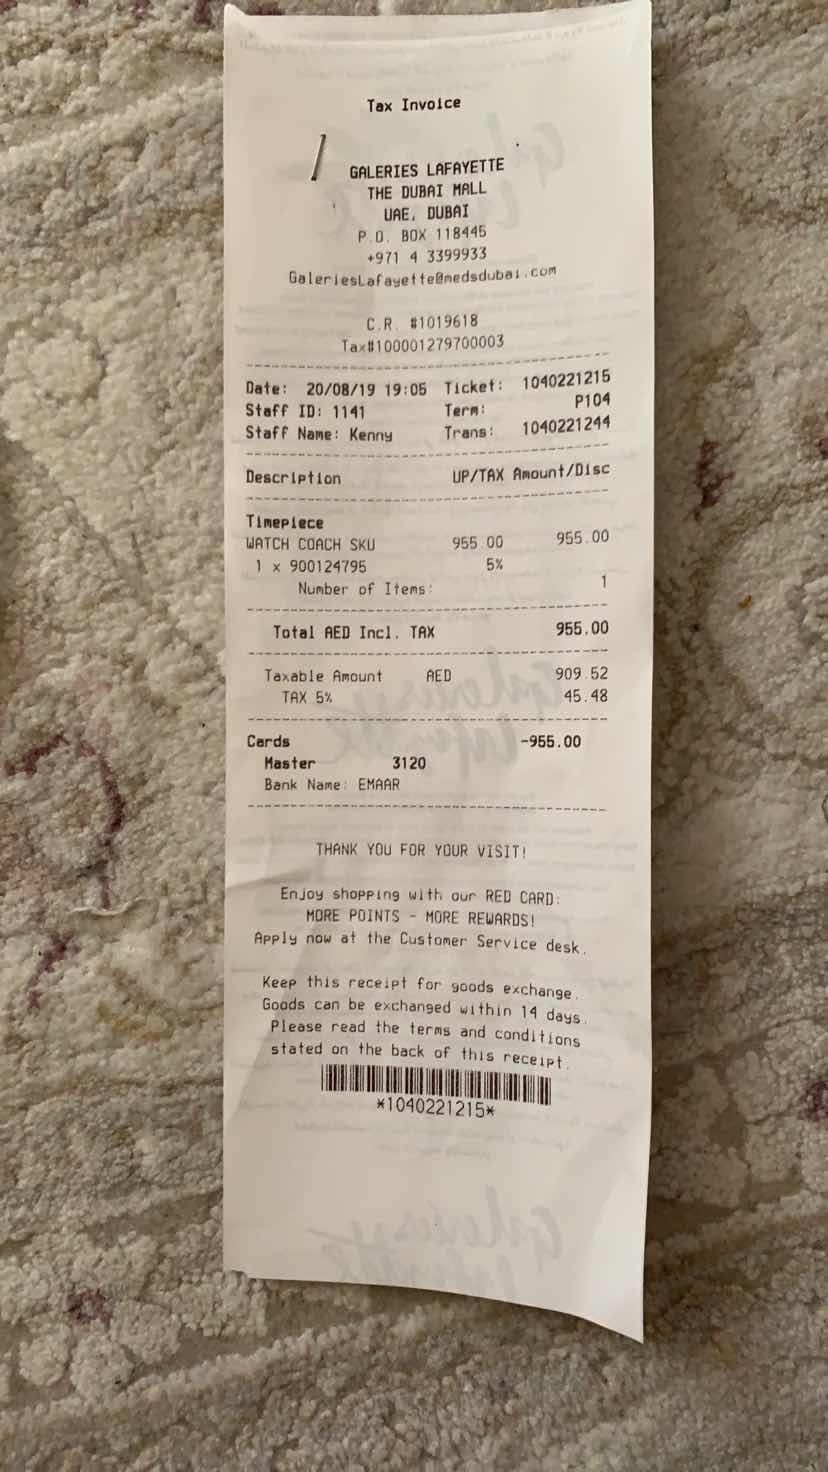 Tax Invoice
GALERIES LAFAYETTE
THE DUBAI MALL
UAE, DUBAI
P.O. BOX 118445
+971 4 3399933
GaleriesLafayette@medsdubai.com
C.R. #1019618
Tax#100001279700003
Date: 20/08/19 19:05 Ticket: 1040221215
Staff ID: 1141 Term: P104
Staff Name: Kenny Trans: 1040221244
Description UP/TAX Amount/Disc
Timepiece
WATCH COACH SKU 955.00 955.00
1 x 900124795 5%
Number of Items: 1
Total AED Incl. TAX 955.00
Taxable Amount AED 909.52
TAX 5% 45.48
Cards -955.00
Master 3120
Bank Name: EMAAR
THANK YOU FOR YOUR VISIT!
Enjoy shopping with our RED CARD:
MORE POINTS - MORE REWARDS!
Apply now at the Customer Service desk.
Keep this receipt for goods exchange.
Goods can be exchanged within 14 days.
Please read the terms and conditions
stated on the back of this receipt.
*1040221215*